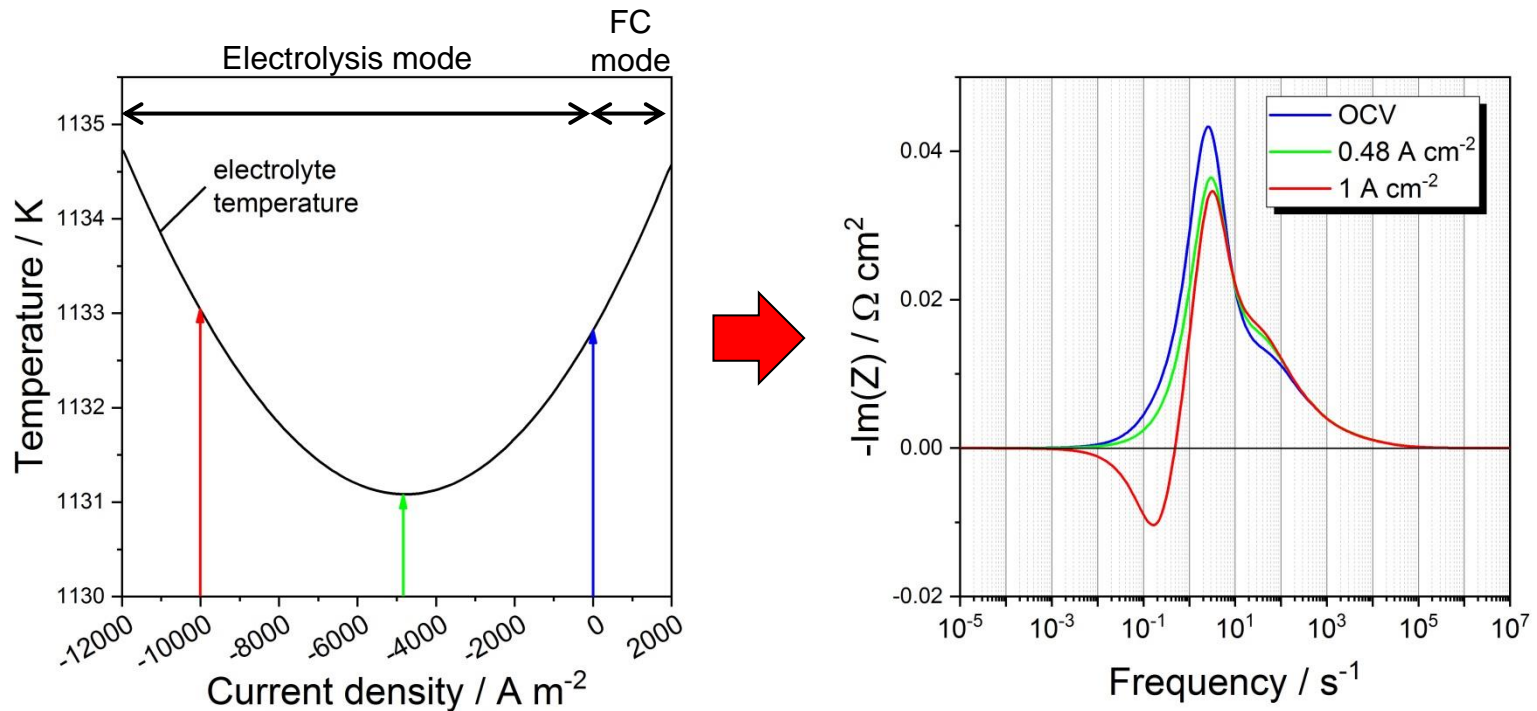 FC
mode
Electrolysis mode
Temperature / K
1135
1134
1133
1132
1131
1130
electrolyte
temperature
-12000
-10000
-8000
-6000
-4000
-2000
0
2000
Current density / A m⁻²
-Im(Z) / Ω cm²
0.04
0.02
0.00
-0.02
OCV
0.48 A cm⁻²
1 A cm⁻²
10⁻⁵
10⁻³
10⁻¹
10¹
10³
10⁵
10⁷
Frequency / s⁻¹